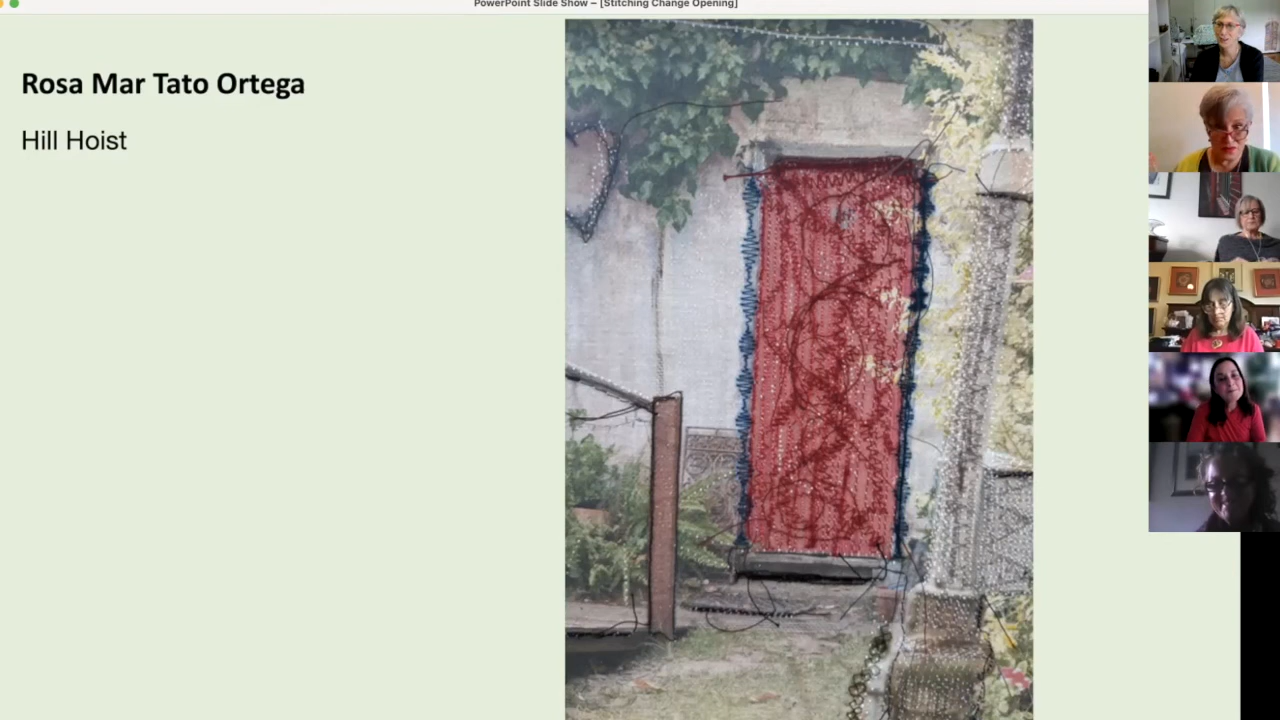 PowerPoint Slide Show – [Stitching Change Opening]
Rosa Mar Tato Ortega
Hill Hoist